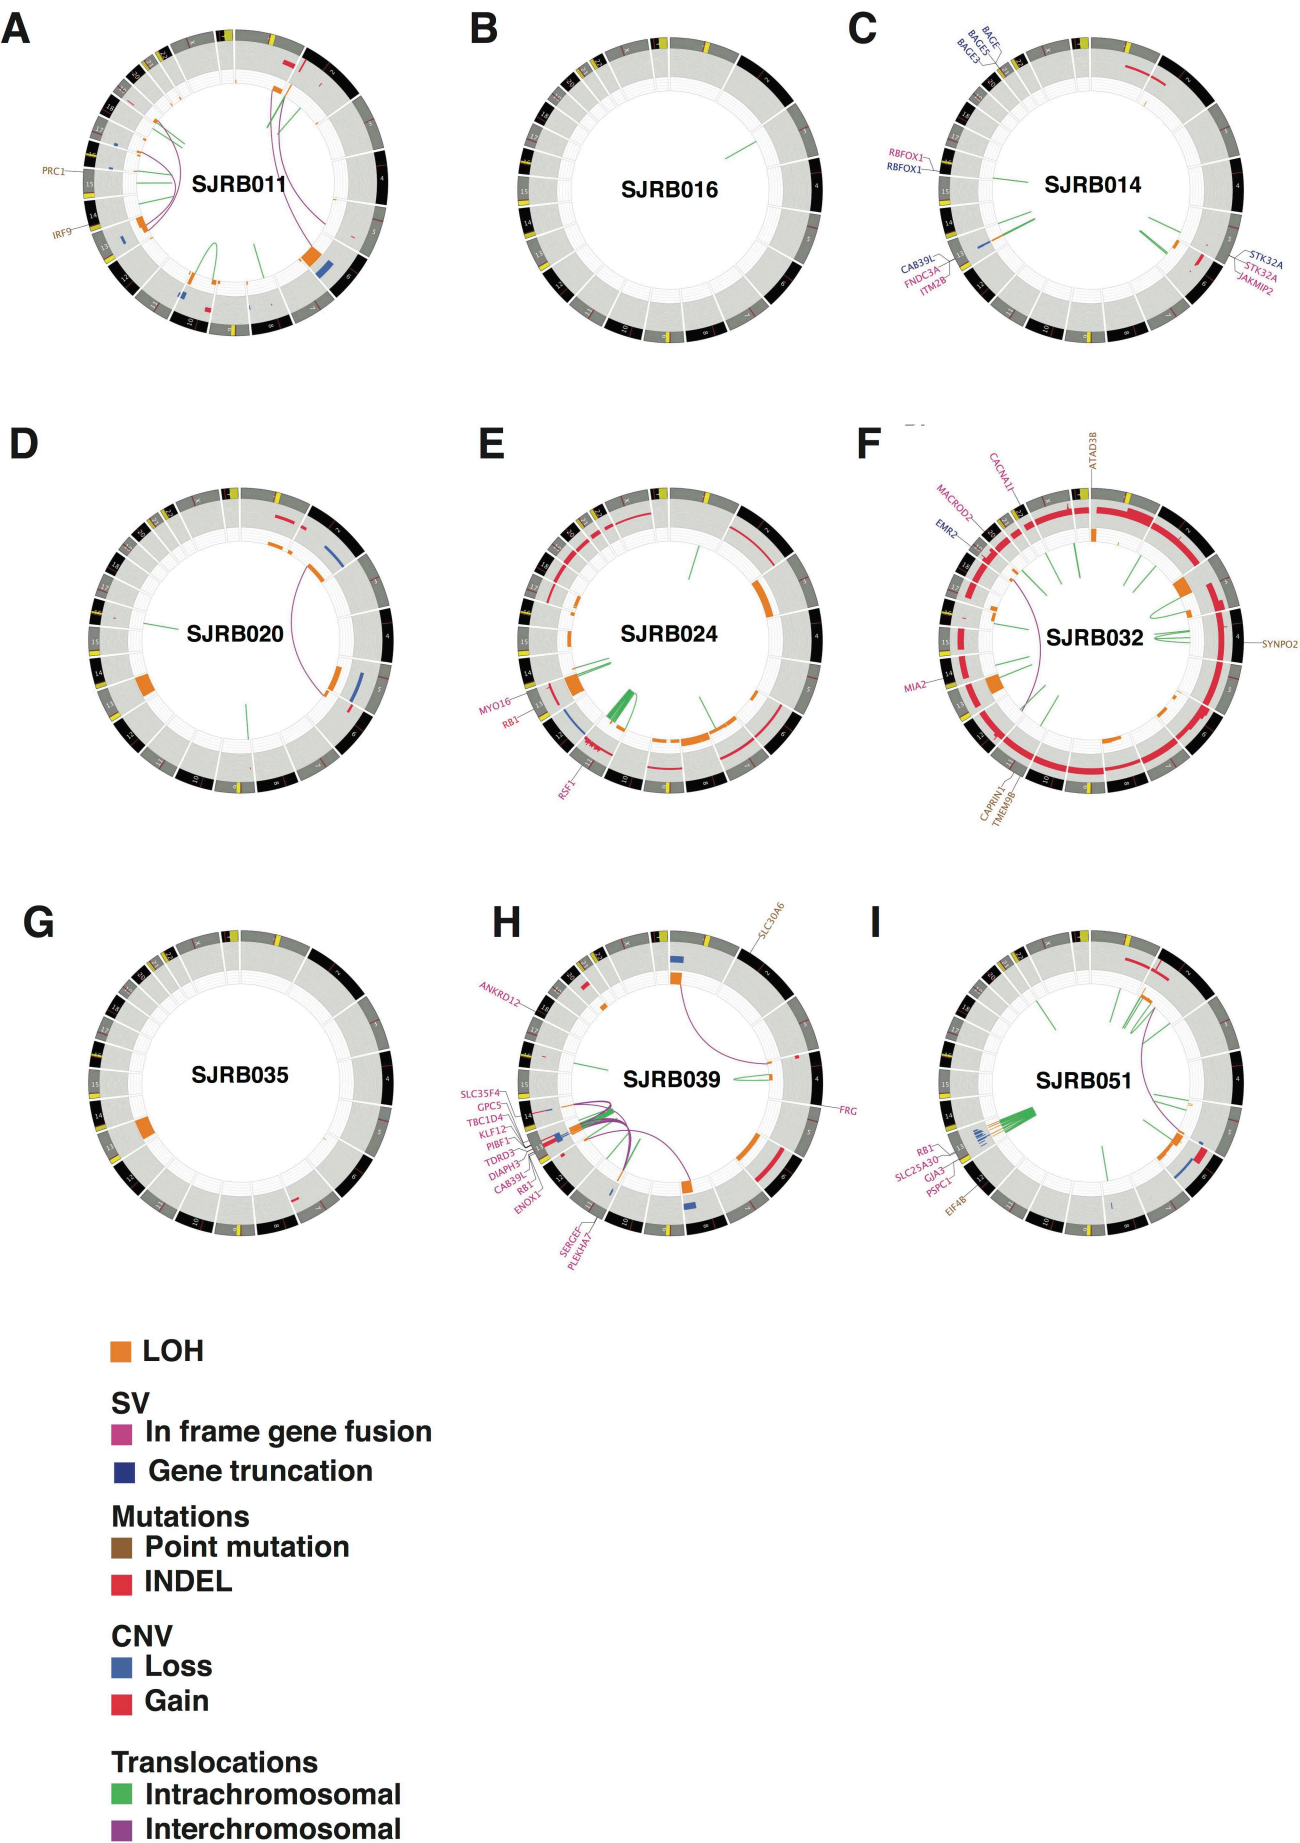 A
B
C
BAGE
BAGE5
BAGE3
RBFOX1
RBFOX1
PRC1
SJRB011
SJRB016
SJRB014
IRF9
CAB39L
FNDC3A
ITM2B
STK32A
STK32A
JAKMIP2
D
E
F
ATAD3B
CACNA1I
MACROD2
EMR2
SJRB020
SJRB024
SJRB032
SYNPO2
MIA2
MYO16
RB1
RSF1
CAPRIN1
TMEM9B
G
H
I
SLC30A6
ANKRD12
SJRB035
SJRB039
SJRB051
SLC35F4
GPC5
TBC1D4
KLF12
PIBF1
TDRD3
DIAPH3
CAB39L
RB1
ENOX1
FRG
SERGEF
PLEKHA7
RB1
SLC25A30
GJA3
PSPC1
EIF4B
LOH
SV
In frame gene fusion
Gene truncation
Mutations
Point mutation
INDEL
CNV
Loss
Gain
Translocations
Intrachromosomal
Interchromosomal